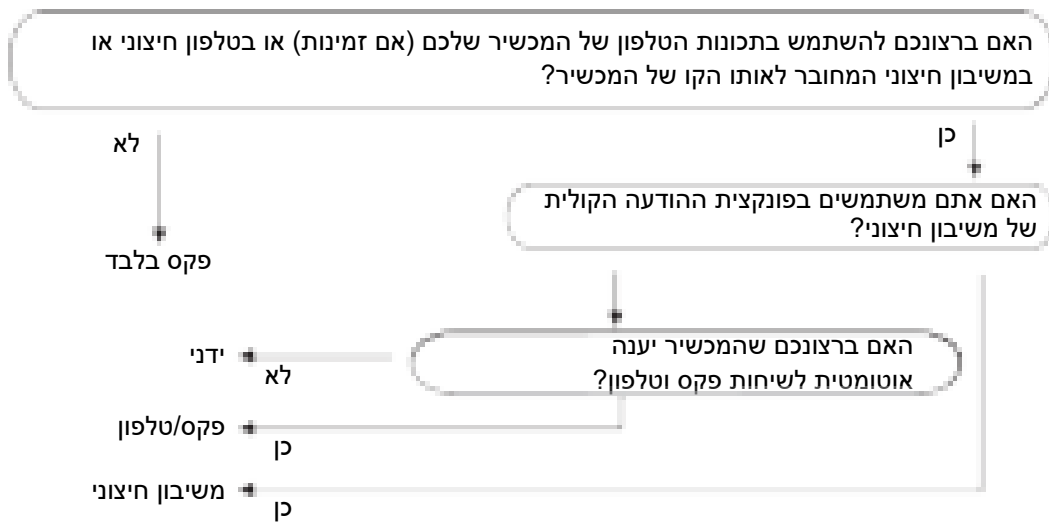 האם ברצונכם להשתמש בתכונות הטלפון של המכשיר שלכם (אם זמינות) או בטלפון חיצוני או
במשיבון חיצוני המחובר לאותו הקו של המכשיר?
כן
לא
האם אתם משתמשים בפונקצית ההודעה הקולית
של משיבון חיצוני?
פקס בלבד
האם ברצונכם שהמכשיר יענה
אוטומטית לשיחות פקס וטלפון?
ידני
לא
פקס/טלפון
כן
משיבון חיצוני
כן